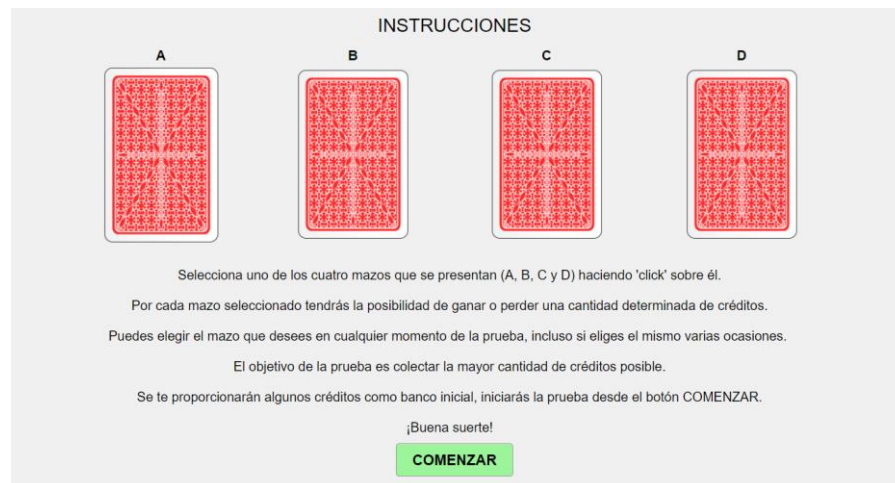 INSTRUCCIONES
A B C D
Selecciona uno de los cuatro mazos que se presentan (A, B, C y D) haciendo 'click' sobre él.
Por cada mazo seleccionado tendrás la posibilidad de ganar o perder una cantidad determinada de créditos.
Puedes elegir el mazo que desees en cualquier momento de la prueba, incluso si eliges el mismo varias ocasiones.
El objetivo de la prueba es colectar la mayor cantidad de créditos posible.
Se te proporcionarán algunos créditos como banco inicial, iniciarás la prueba desde el botón COMENZAR.
¡Buena suerte!
COMENZAR